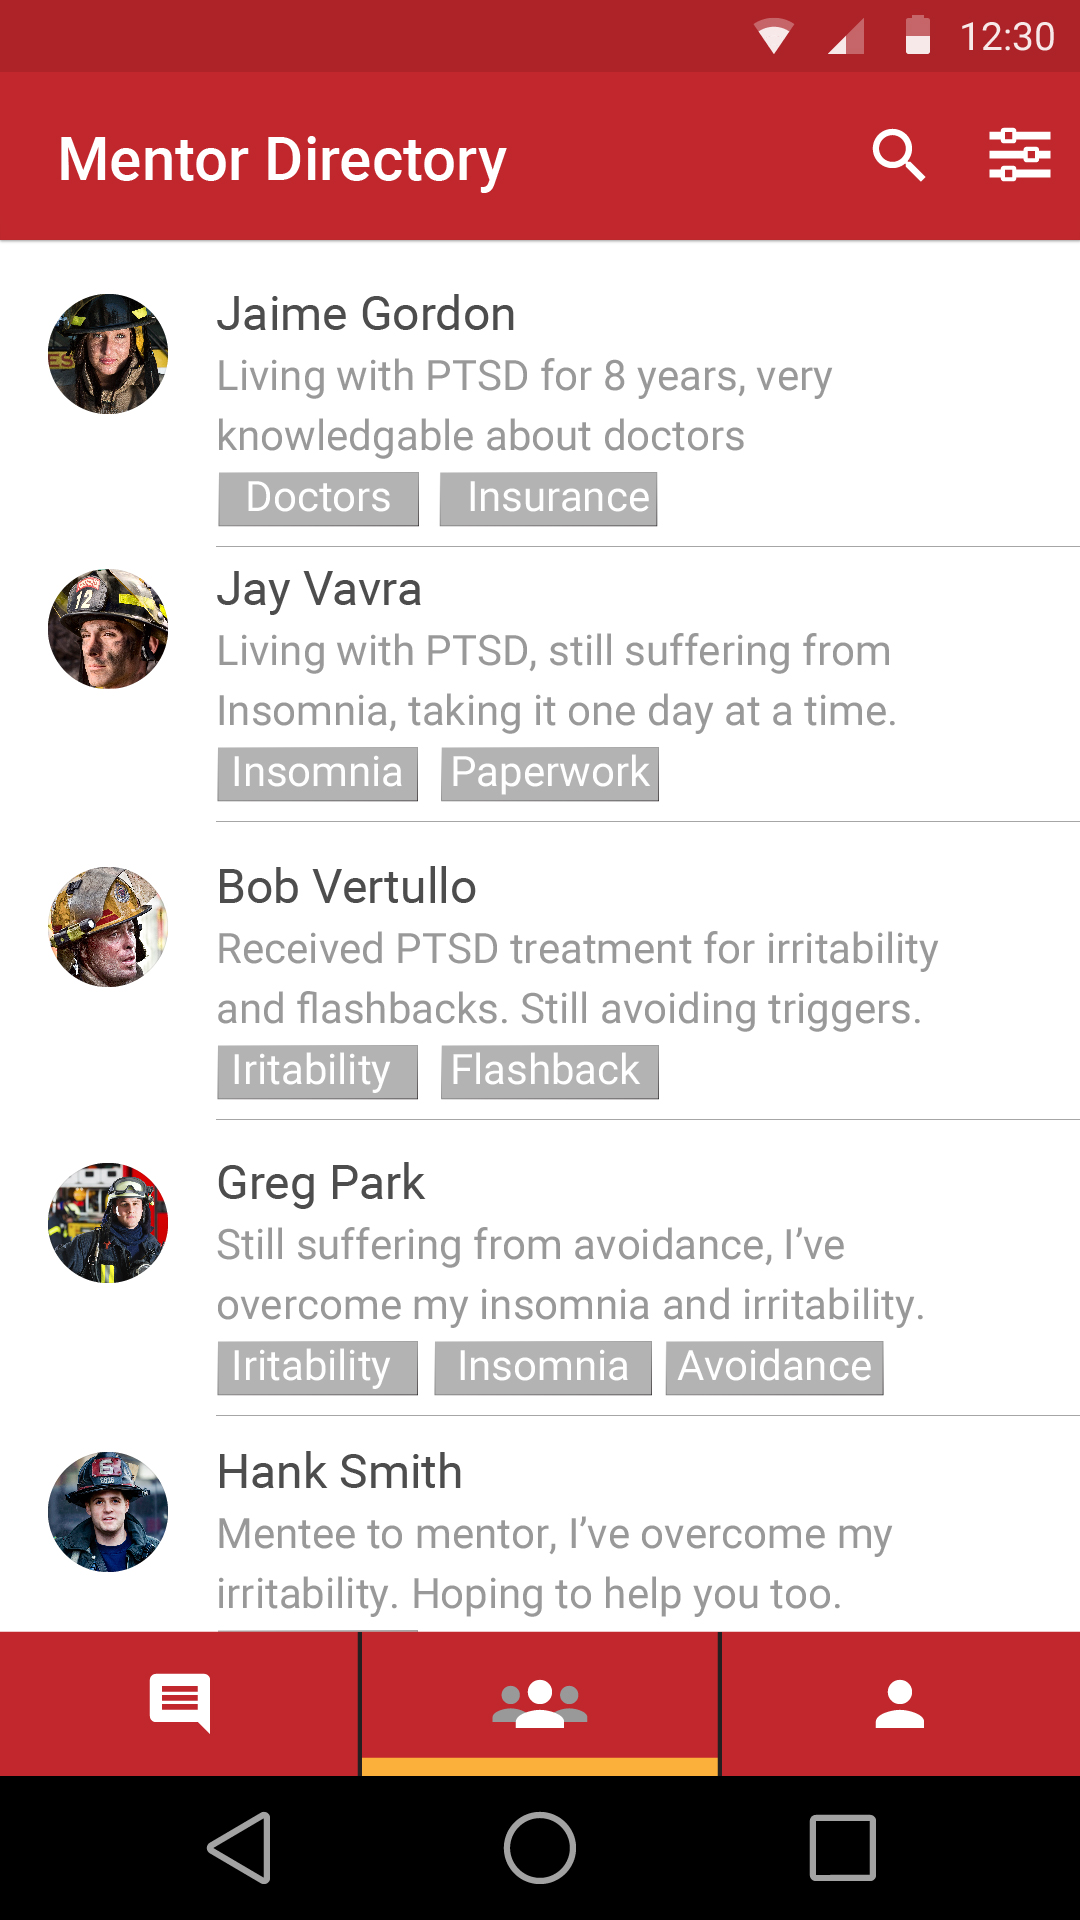 12:30
Mentor Directory
Jaime Gordon
Living with PTSD for 8 years, very
knowledgable about doctors
Doctors Insurance
Jay Vavra
Living with PTSD, still suffering from
Insomnia, taking it one day at a time.
12
Insomnia Paperwork
Bob Vertullo
Received PTSD treatment for irritability
and flashbacks. Still avoiding triggers.
Iritability Flashback
Greg Park
Still suffering from avoidance, I’ve
overcome my insomnia and irritability.
Iritability Insomnia Avoidance
Hank Smith
Mentee to mentor, I’ve overcome my
irritability. Hoping to help you too.